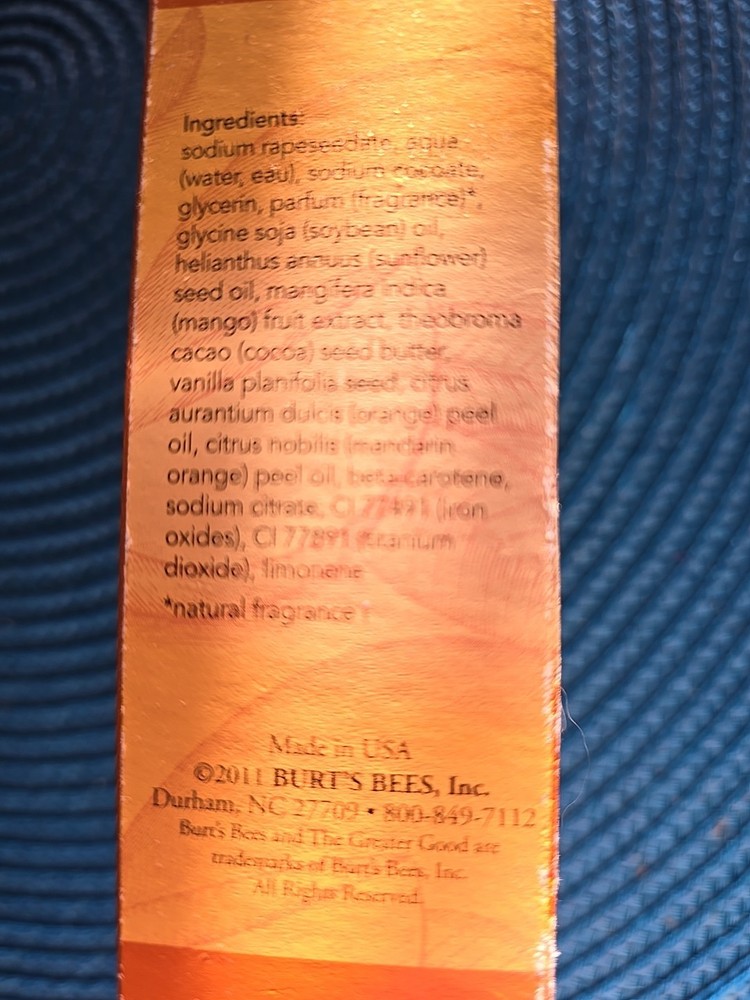 Ingredients:
sodium rapeseedate, aqua
(water, eau), sodium cocoate,
glycerin, parfum (fragrance)*,
glycine soja (soybean) oil,
helianthus annuus (sunflower)
seed oil, mangifera indica
(mango) fruit extract, theobroma
cacao (cocoa) seed butter,
vanilla planifolia seed, citrus
aurantium dulcis (orange) peel
oil, citrus nobilis (mandarin
orange) peel oil, beta-carotene,
sodium citrate, CI 77491 (iron
oxides), CI 77891 (titanium
dioxide), limonene
*natural fragrance
Made in USA
©2011 BURT'S BEES, Inc.
Durham, NC 27709 • 800-849-7112
Burt's Bees and The Greater Good are
trademarks of Burt's Bees, Inc.
All Rights Reserved.